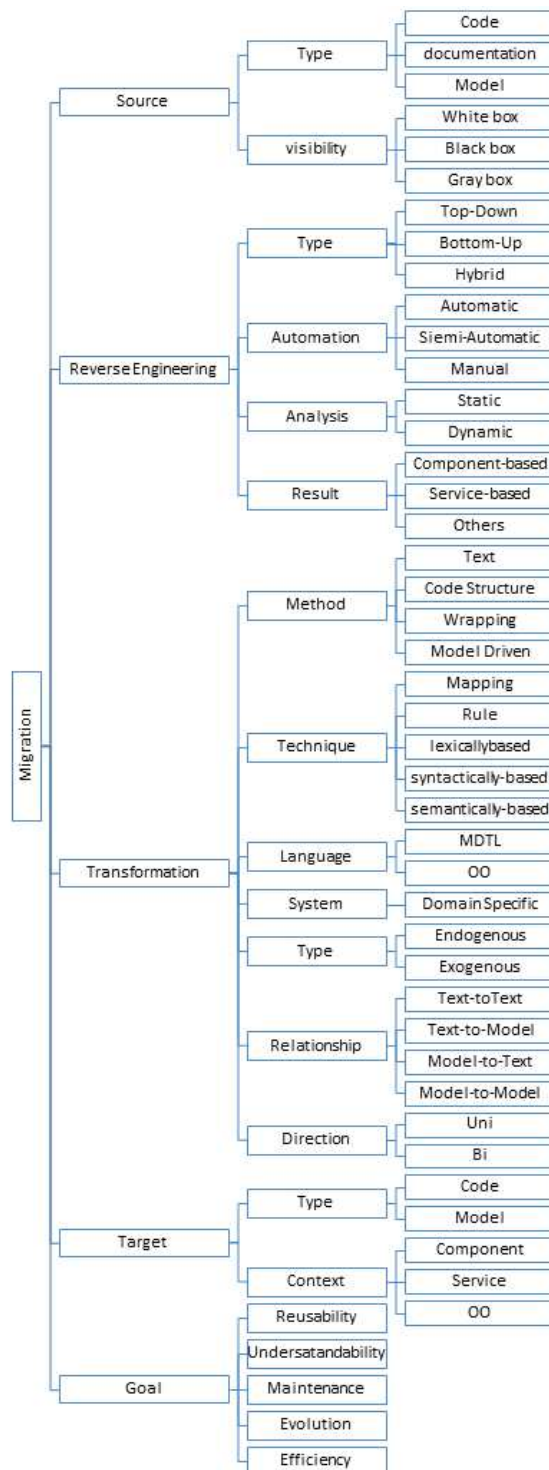 Migration
Source
Type
Code
documentation
Model
visibility
White box
Black box
Gray box
Reverse Engineering
Type
Top-Down
Bottom-Up
Hybrid
Automation
Automatic
Siemi-Automatic
Manual
Analysis
Static
Dynamic
Result
Component-based
Service-based
Others
Transformation
Method
Text
Code Structure
Wrapping
Model Driven
Technique
Mapping
Rule
lexicallybased
syntactically-based
semantically-based
Language
MDTL
OO
System
Domain Specific
Type
Endogenous
Exogenous
Relationship
Text-toText
Text-to-Model
Model-to-Text
Model-to-Model
Direction
Uni
Bi
Target
Type
Code
Model
Context
Component
Service
OO
Goal
Reusability
Undersatandability
Maintenance
Evolution
Efficiency